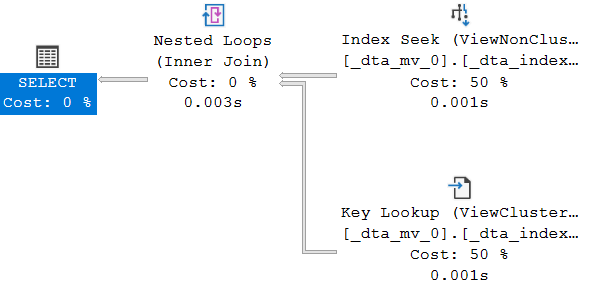 Nested Loops
(Inner Join)
Cost: 0 %
0.003s
Index Seek (ViewNonClus…
[_dta_mv_0].[_dta_index…
Cost: 50 %
0.001s
SELECT
Cost: 0 %
Key Lookup (ViewCluster…
[_dta_mv_0].[_dta_index…
Cost: 50 %
0.001s